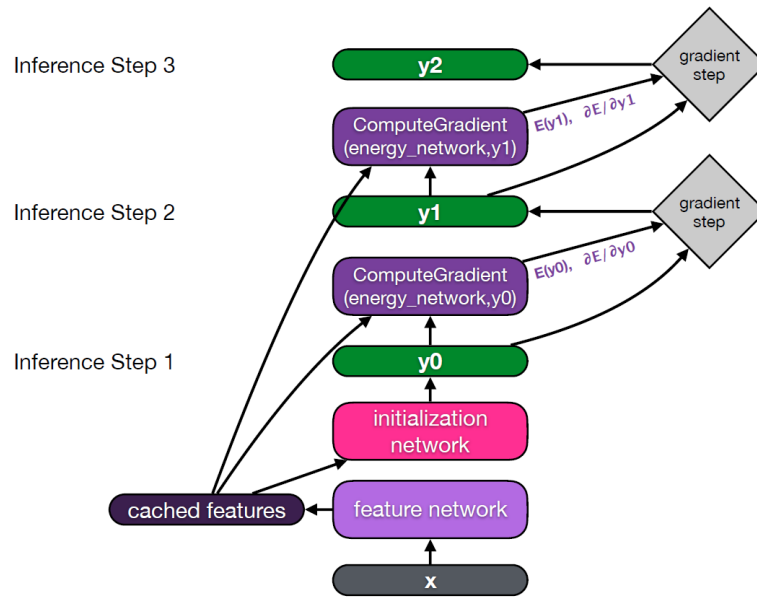 Inference Step 3
y2
gradient
step
ComputeGradient
(energy_network,y1)
E(y1), ∂E/∂y1
Inference Step 2
y1
gradient
step
ComputeGradient
(energy_network,y0)
E(y0), ∂E/∂y0
Inference Step 1
y0
initialization
network
cached features
feature network
x